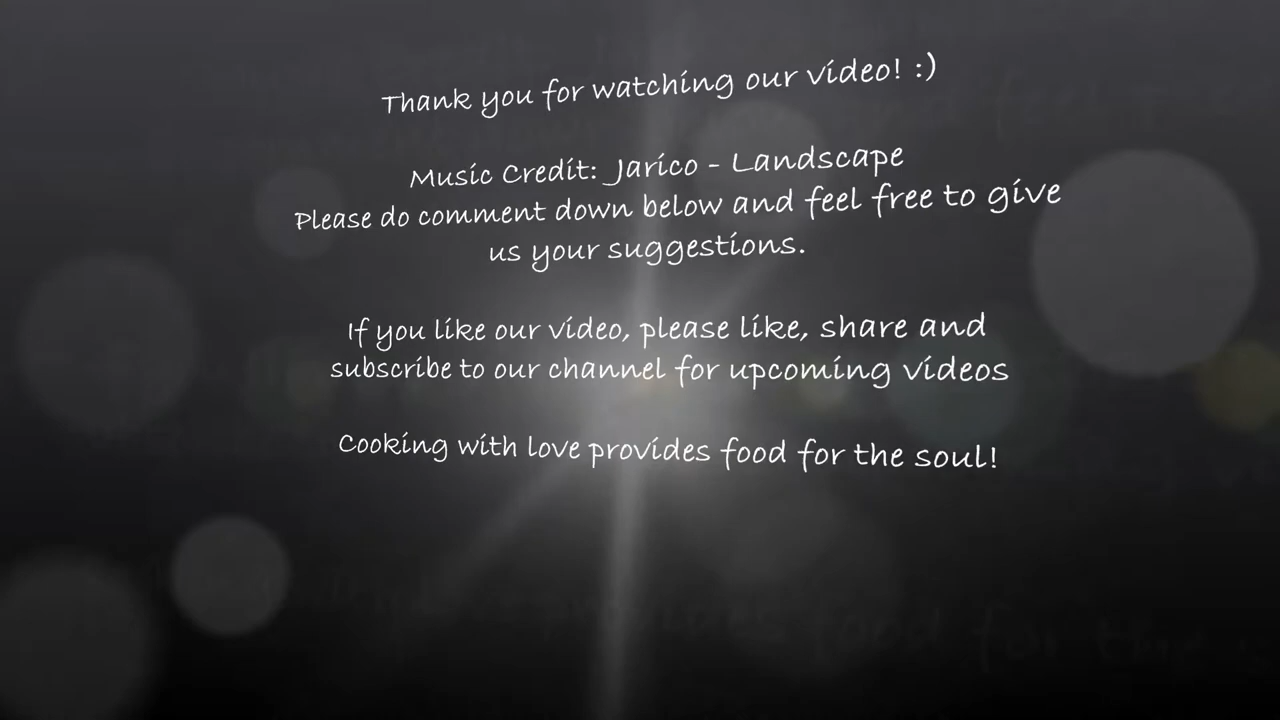 Thank you for watching our video! :)
Music Credit: Jarico - Landscape
Please do comment down below and feel free to give
us your suggestions.
If you like our video, please like, share and
subscribe to our channel for upcoming videos
Cooking with love provides food for the soul!